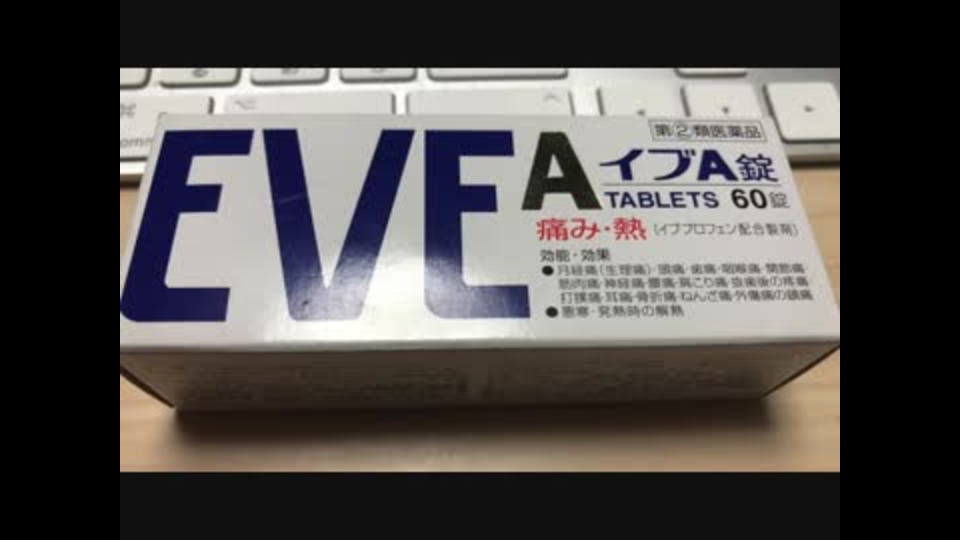 EVE A
指②類医薬品
イブA錠
TABLETS 60錠
痛み・熱 (イブプロフェン配合製剤)
効能・効果
●月経痛(生理痛)・頭痛・歯痛・咽喉痛・関節痛
筋肉痛・神経痛・腰痛・肩こり痛・抜歯後の疼痛
打撲痛・耳痛・骨折痛・ねんざ痛・外傷痛の鎮痛
●悪寒・発熱時の解熱